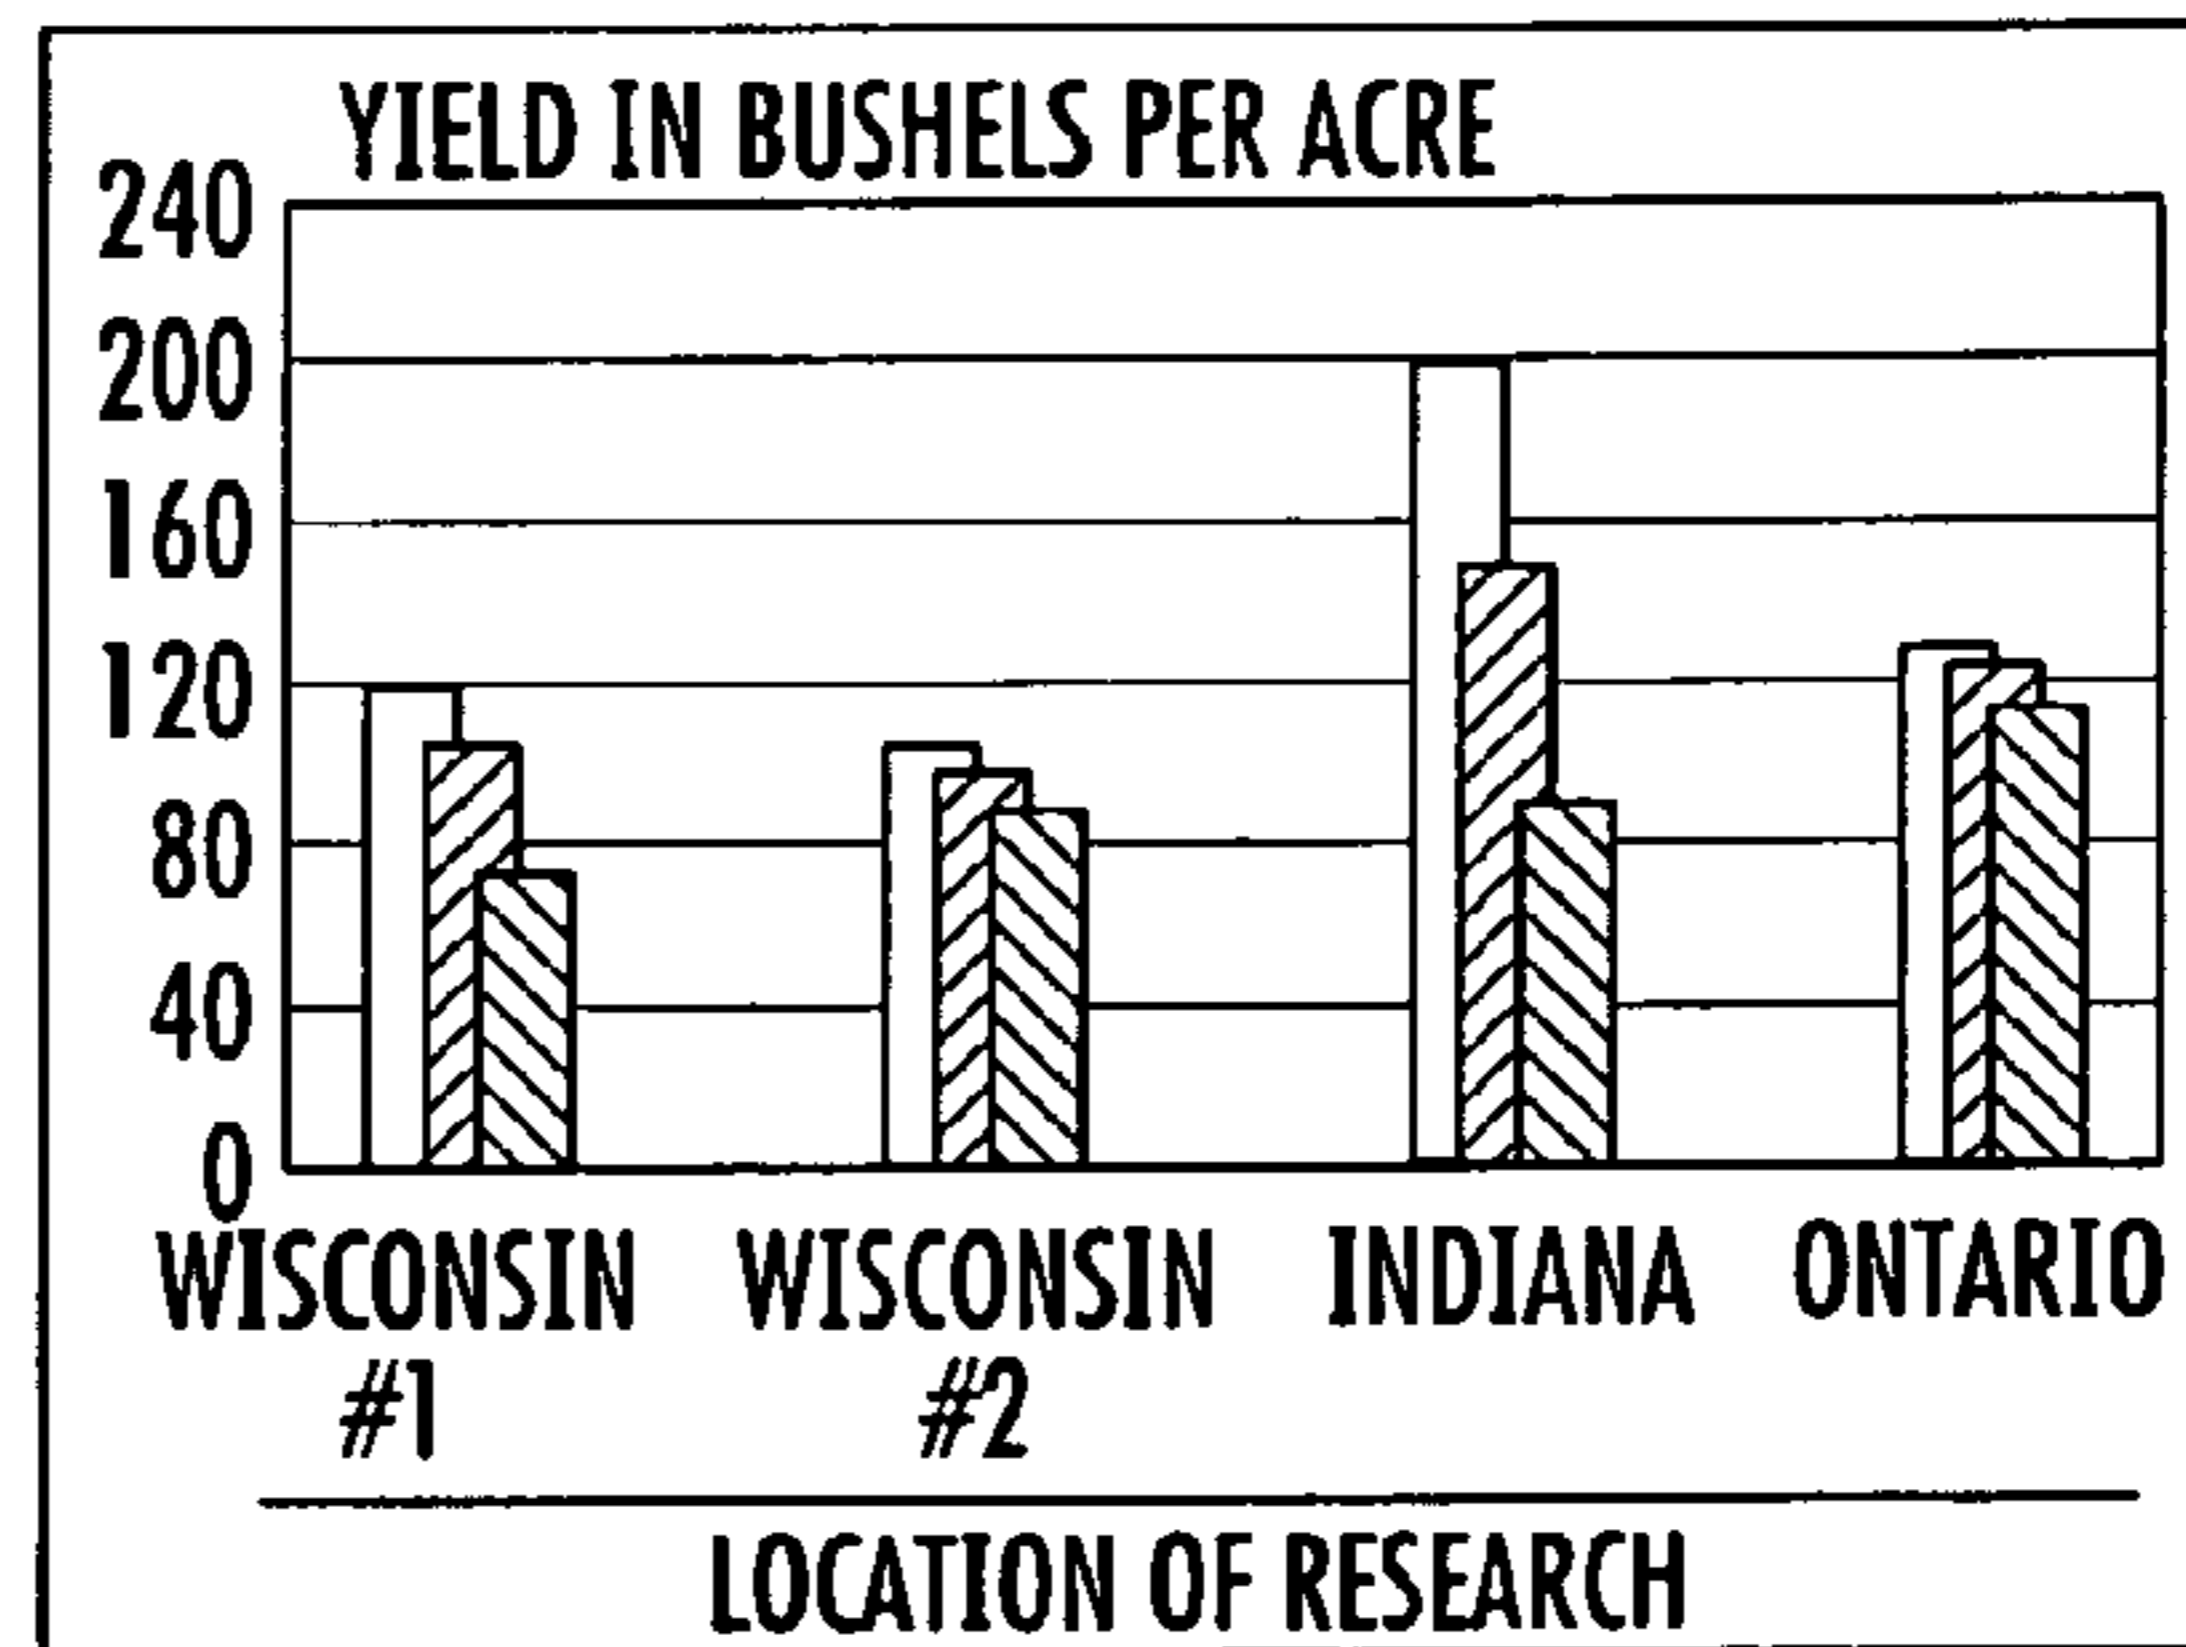 YIELD IN BUSHELS PER ACRE
240
200
160
120
80
40
0
WISCONSIN #1
WISCONSIN #2
INDIANA
ONTARIO
LOCATION OF RESEARCH